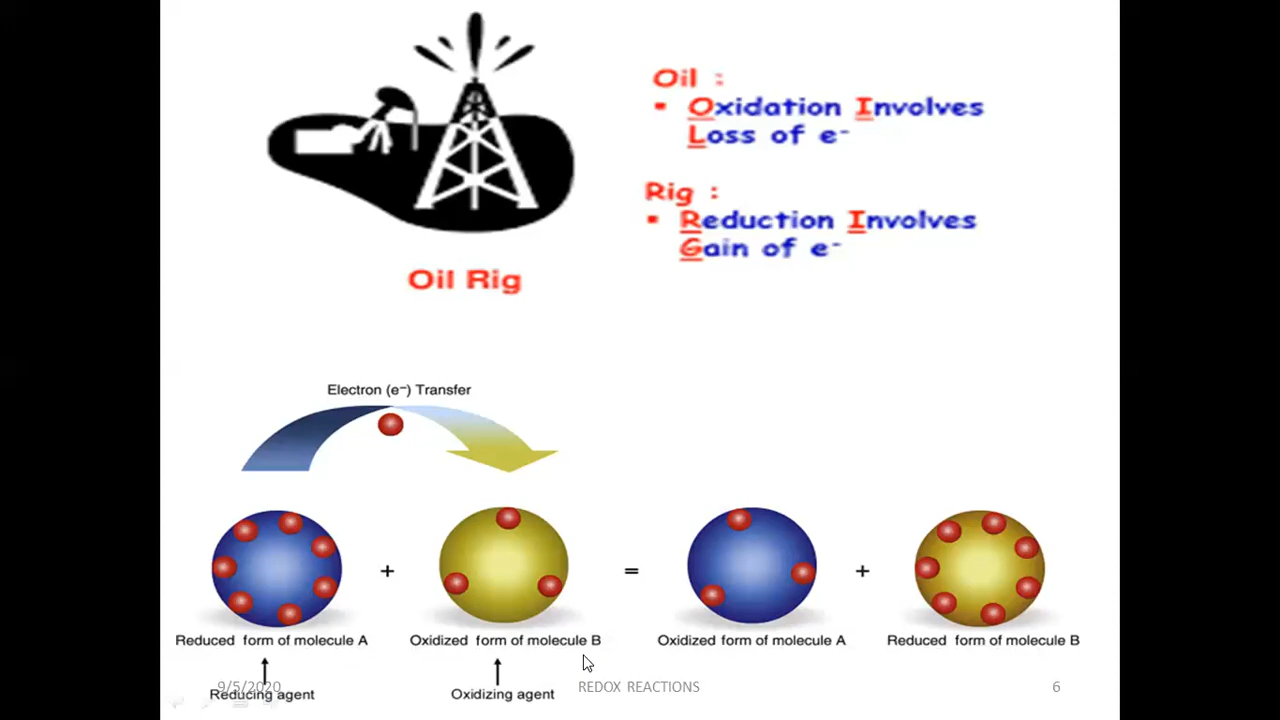 Oil :
▪ Oxidation Involves
Loss of e⁻
Rig :
▪ Reduction Involves
Gain of e⁻
Oil Rig
Electron (e⁻) Transfer
+ = +
Reduced form of molecule A
Oxidized form of molecule B
Oxidized form of molecule A
Reduced form of molecule B
Reducing agent
Oxidizing agent
9/5/2020
REDOX REACTIONS
6